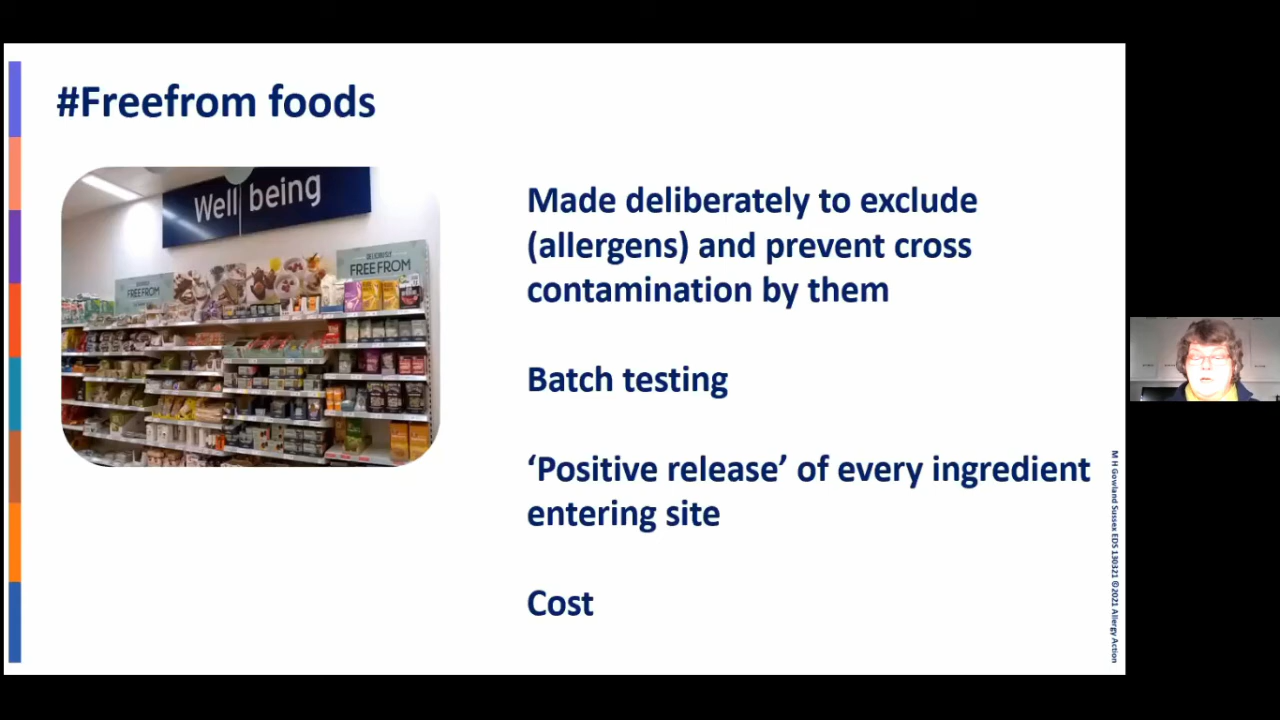 #Freefrom foods
Well being
DELICIOUSLY
FREE FROM
FREE FROM
Made deliberately to exclude
(allergens) and prevent cross
contamination by them
Batch testing
‘Positive release’ of every ingredient
entering site
Cost
M H Gowland Sussex EDS 130321 ©2021 Allergy Action